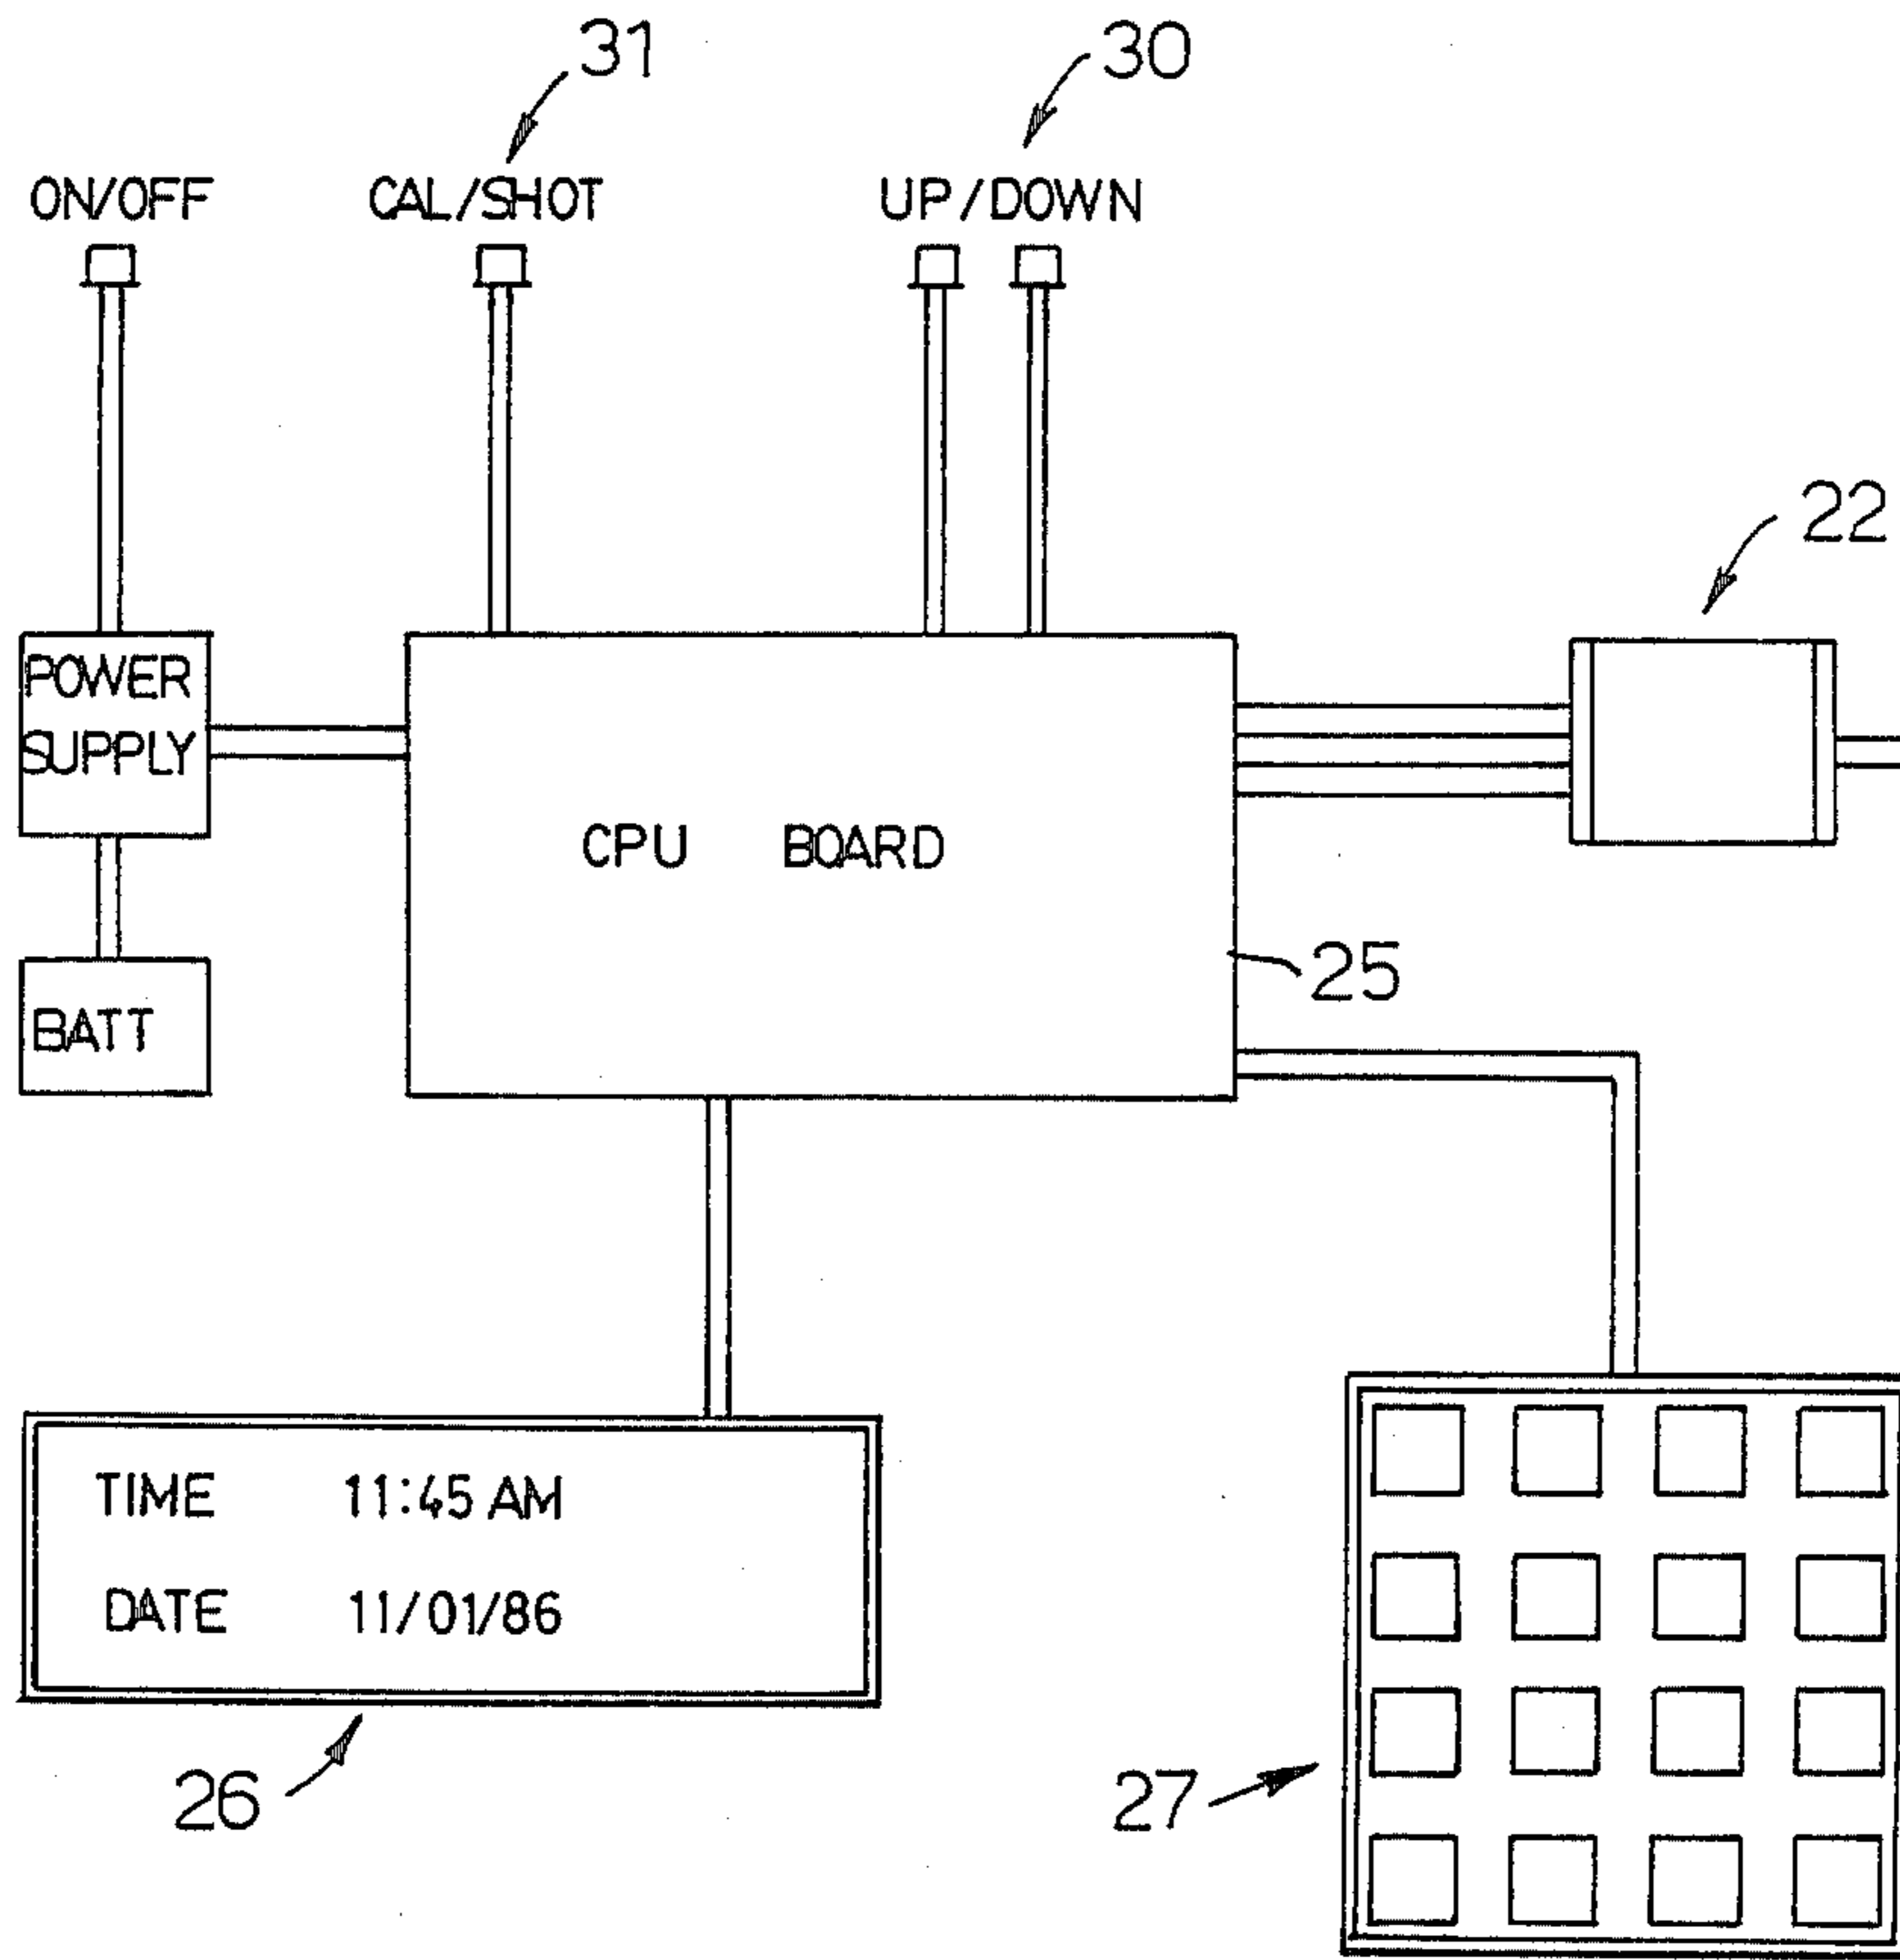 31
30
ON/OFF
CAL/SHOT
UP/DOWN
22
POWER
SUPPLY
CPU BOARD
25
BATT
TIME 11:45 AM
DATE 11/01/86
26
27